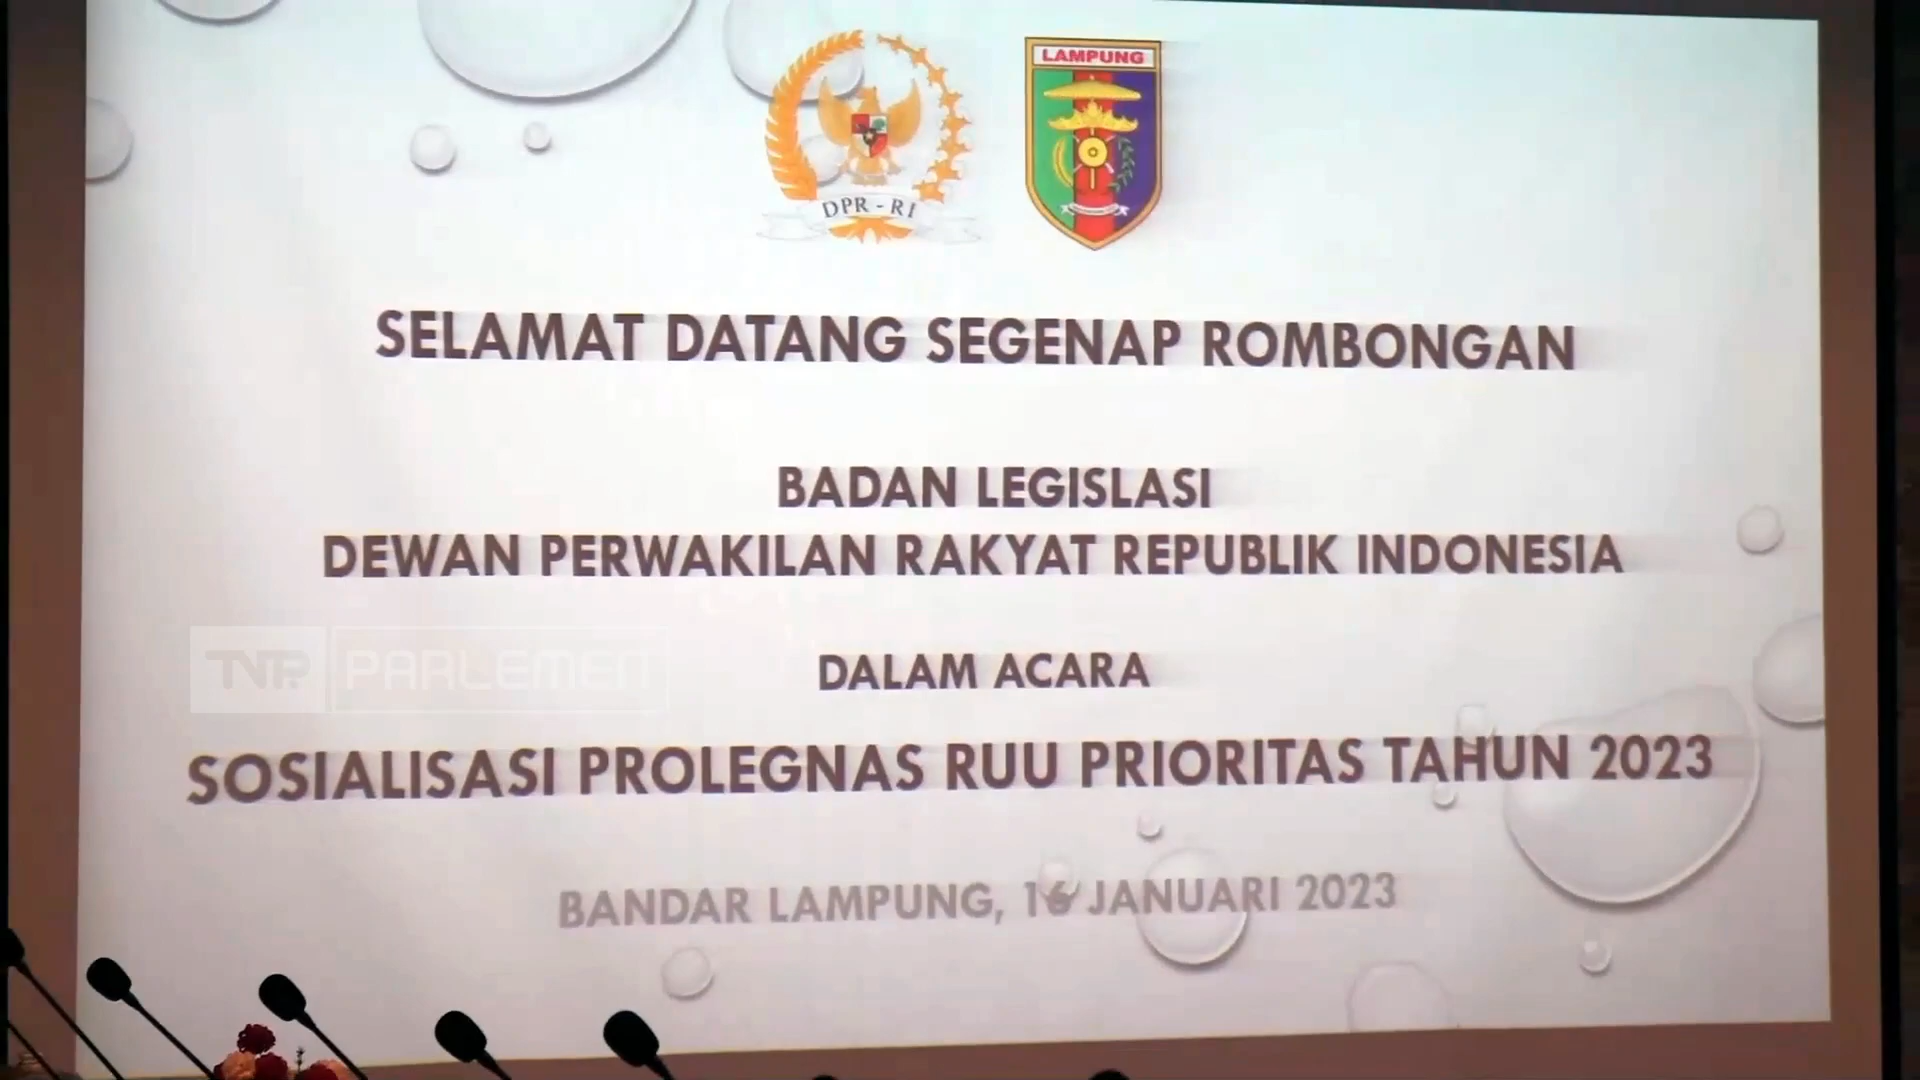 LAMPUNG
DPR - RI
SELAMAT DATANG SEGENAP ROMBONGAN
BADAN LEGISLASI
DEWAN PERWAKILAN RAKYAT REPUBLIK INDONESIA
TVR PARLEMEN
DALAM ACARA
SOSIALISASI PROLEGNAS RUU PRIORITAS TAHUN 2023
BANDAR LAMPUNG, 16 JANUARI 2023